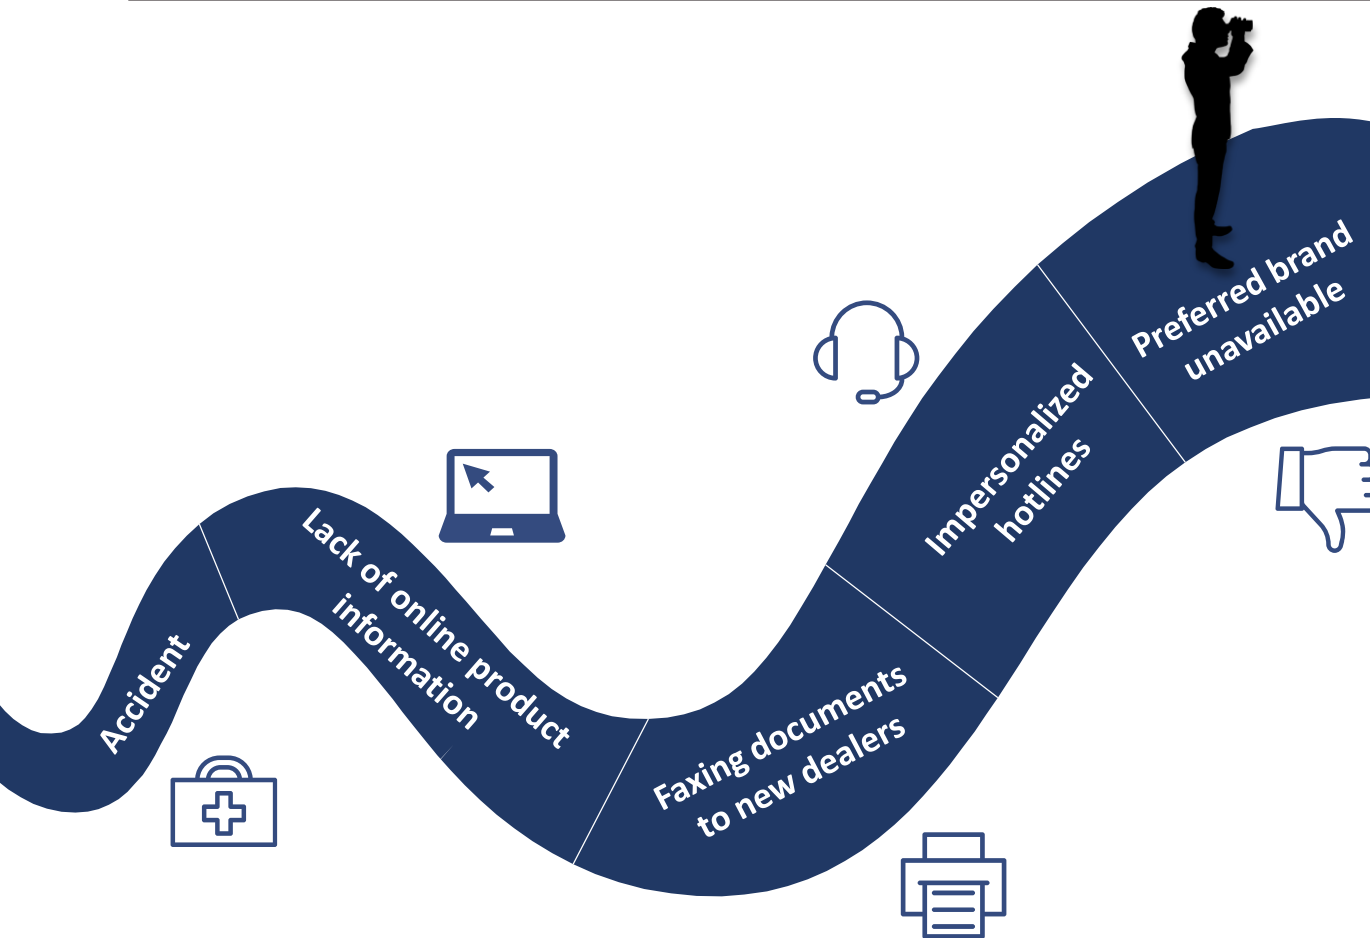 Accident
Lack of online product
information
Faxing documents
to new dealers
Impersonalized
hotlines
Preferred brand
unavailable